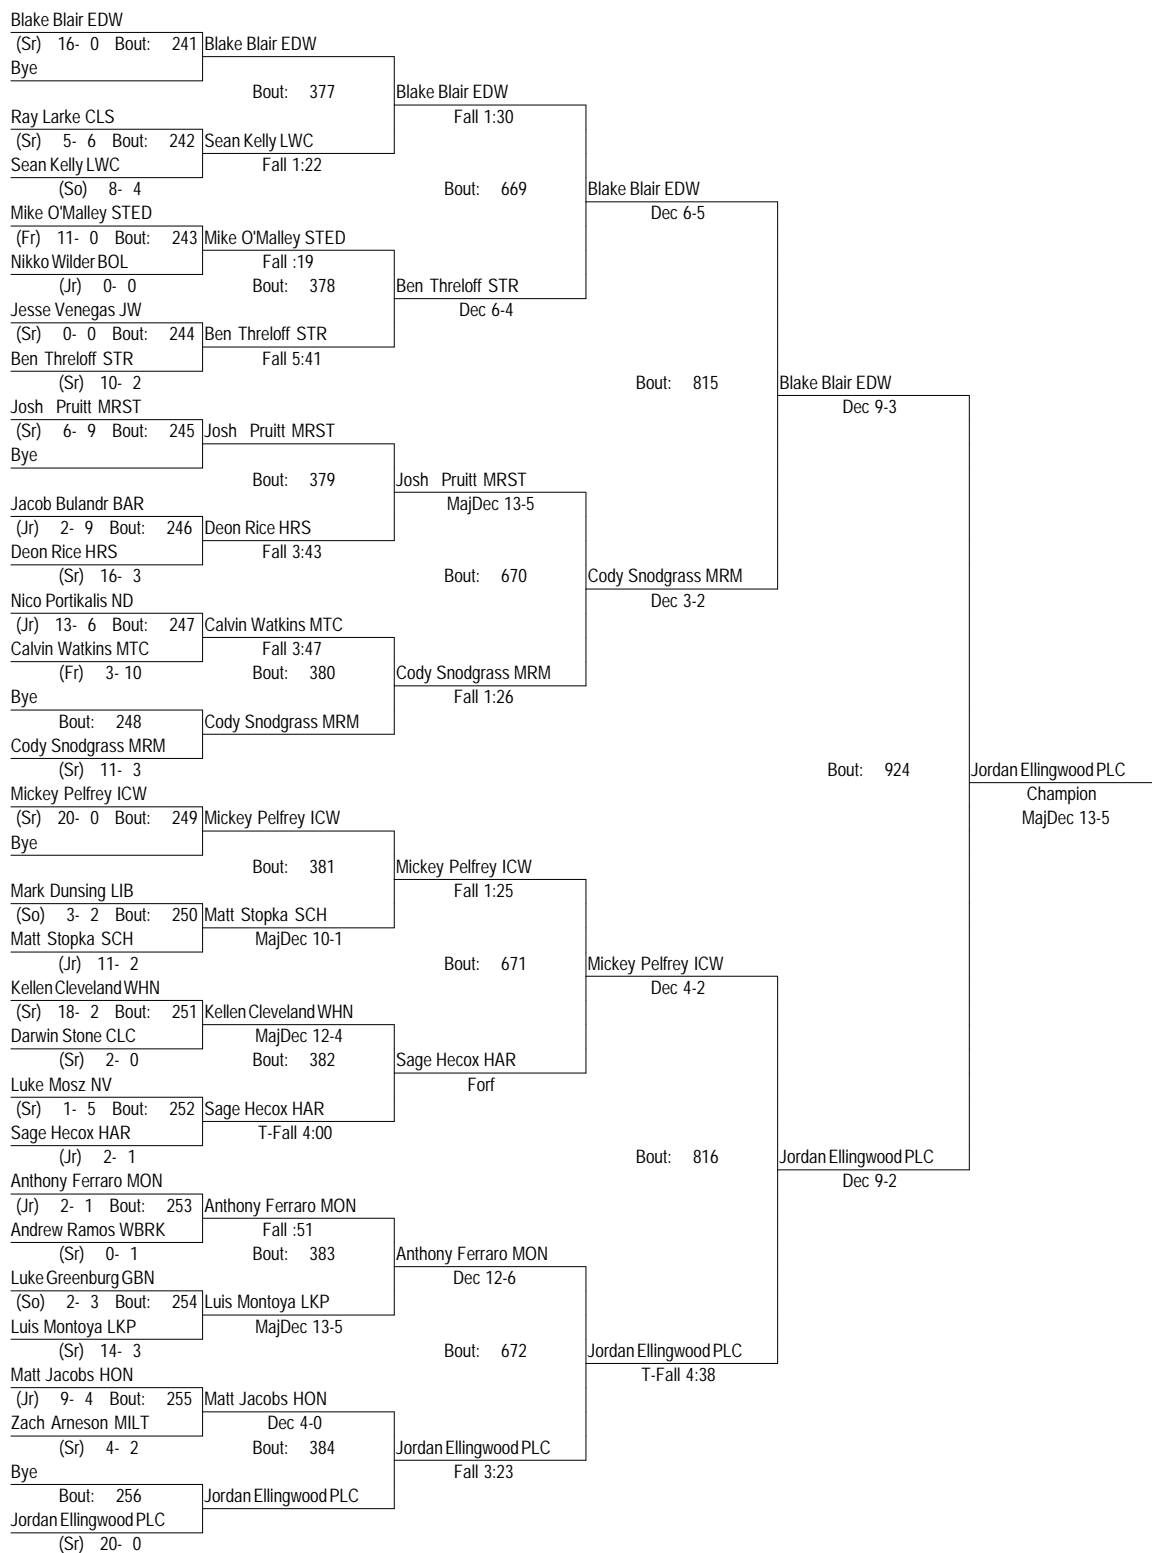 Blake Blair EDW
(Sr) 16- 0 Bout: 241 Blake Blair EDW
Bye
Bout: 377 Blake Blair EDW
Ray Larke CLS Fall 1:30
(Sr) 5- 6 Bout: 242 Sean Kelly LWC
Sean Kelly LWC Fall 1:22
(So) 8- 4 Bout: 669 Blake Blair EDW
Mike O'Malley STED Dec 6-5
(Fr) 11- 0 Bout: 243 Mike O'Malley STED
Nikko Wilder BOL Fall :19
(Jr) 0- 0 Bout: 378 Ben Threloff STR
Jesse Venegas JW Dec 6-4
(Sr) 0- 0 Bout: 244 Ben Threloff STR
Ben Threloff STR Fall 5:41
(Sr) 10- 2 Bout: 815 Blake Blair EDW
Josh Pruitt MRST Dec 9-3
(Sr) 6- 9 Bout: 245 Josh Pruitt MRST
Bye
Bout: 379 Josh Pruitt MRST
Jacob Bulandr BAR MajDec 13-5
(Jr) 2- 9 Bout: 246 Deon Rice HRS
Deon Rice HRS Fall 3:43
(Sr) 16- 3 Bout: 670 Cody Snodgrass MRM
Nico Portikalis ND Dec 3-2
(Jr) 13- 6 Bout: 247 Calvin Watkins MTC
Calvin Watkins MTC Fall 3:47
(Fr) 3- 10 Bout: 380 Cody Snodgrass MRM
Bye Fall 1:26
Bout: 248 Cody Snodgrass MRM
Cody Snodgrass MRM
(Sr) 11- 3 Bout: 924 Jordan Ellingwood PLC
Mickey Pelfrey ICW Champion
(Sr) 20- 0 Bout: 249 Mickey Pelfrey ICW MajDec 13-5
Bye
Bout: 381 Mickey Pelfrey ICW
Mark Dunsing LIB Fall 1:25
(So) 3- 2 Bout: 250 Matt Stopka SCH
Matt Stopka SCH MajDec 10-1
(Jr) 11- 2 Bout: 671 Mickey Pelfrey ICW
Kellen Cleveland WHN Dec 4-2
(Sr) 18- 2 Bout: 251 Kellen Cleveland WHN
Darwin Stone CLC MajDec 12-4
(Sr) 2- 0 Bout: 382 Sage Hecox HAR
Luke Mosz NV Forf
(Sr) 1- 5 Bout: 252 Sage Hecox HAR
Sage Hecox HAR T-Fall 4:00
(Jr) 2- 1 Bout: 816 Jordan Ellingwood PLC
Anthony Ferraro MON Dec 9-2
(Jr) 2- 1 Bout: 253 Anthony Ferraro MON
Andrew Ramos WBRK Fall :51
(Sr) 0- 1 Bout: 383 Anthony Ferraro MON
Luke Greenburg GBN Dec 12-6
(So) 2- 3 Bout: 254 Luis Montoya LKP
Luis Montoya LKP MajDec 13-5
(Sr) 14- 3 Bout: 672 Jordan Ellingwood PLC
Matt Jacobs HON T-Fall 4:38
(Jr) 9- 4 Bout: 255 Matt Jacobs HON
Zach Arneson MILT Dec 4-0
(Sr) 4- 2 Bout: 384 Jordan Ellingwood PLC
Bye Fall 3:23
Bout: 256 Jordan Ellingwood PLC
Jordan Ellingwood PLC
(Sr) 20- 0